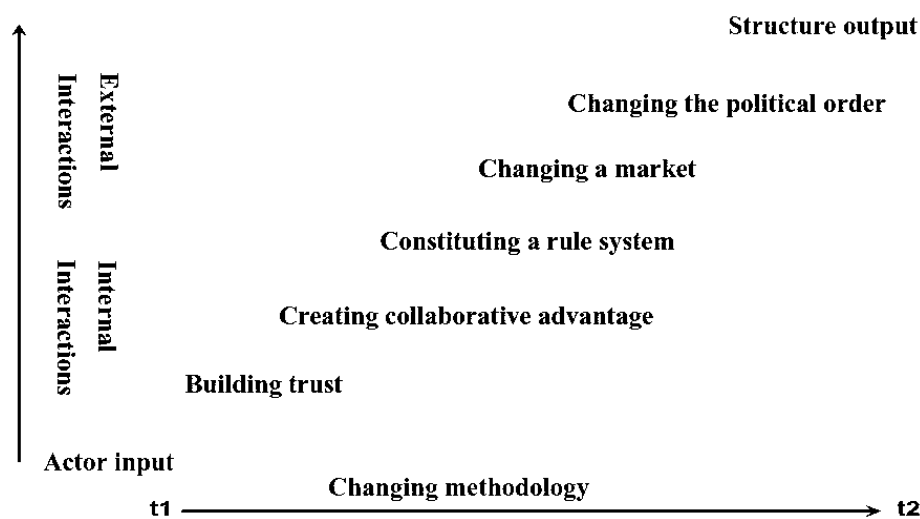 Structure output
External
Interactions
Changing the political order
Changing a market
Constituting a rule system
Internal
Interactions
Creating collaborative advantage
Building trust
Actor input
Changing methodology
t1
t2